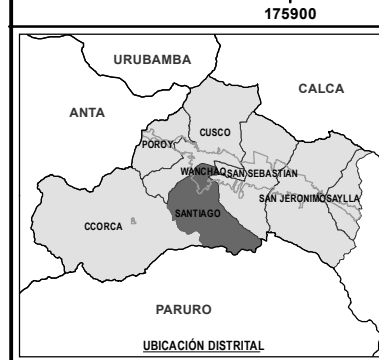 175900
URUBAMBA
CALCA
ANTA
CUSCO
POROY
WANCHAQ
SAN SEBASTIAN
SAN JERONIMO
SAYLLA
SANTIAGO
CCORCA
PARURO
UBICACIÓN DISTRITAL